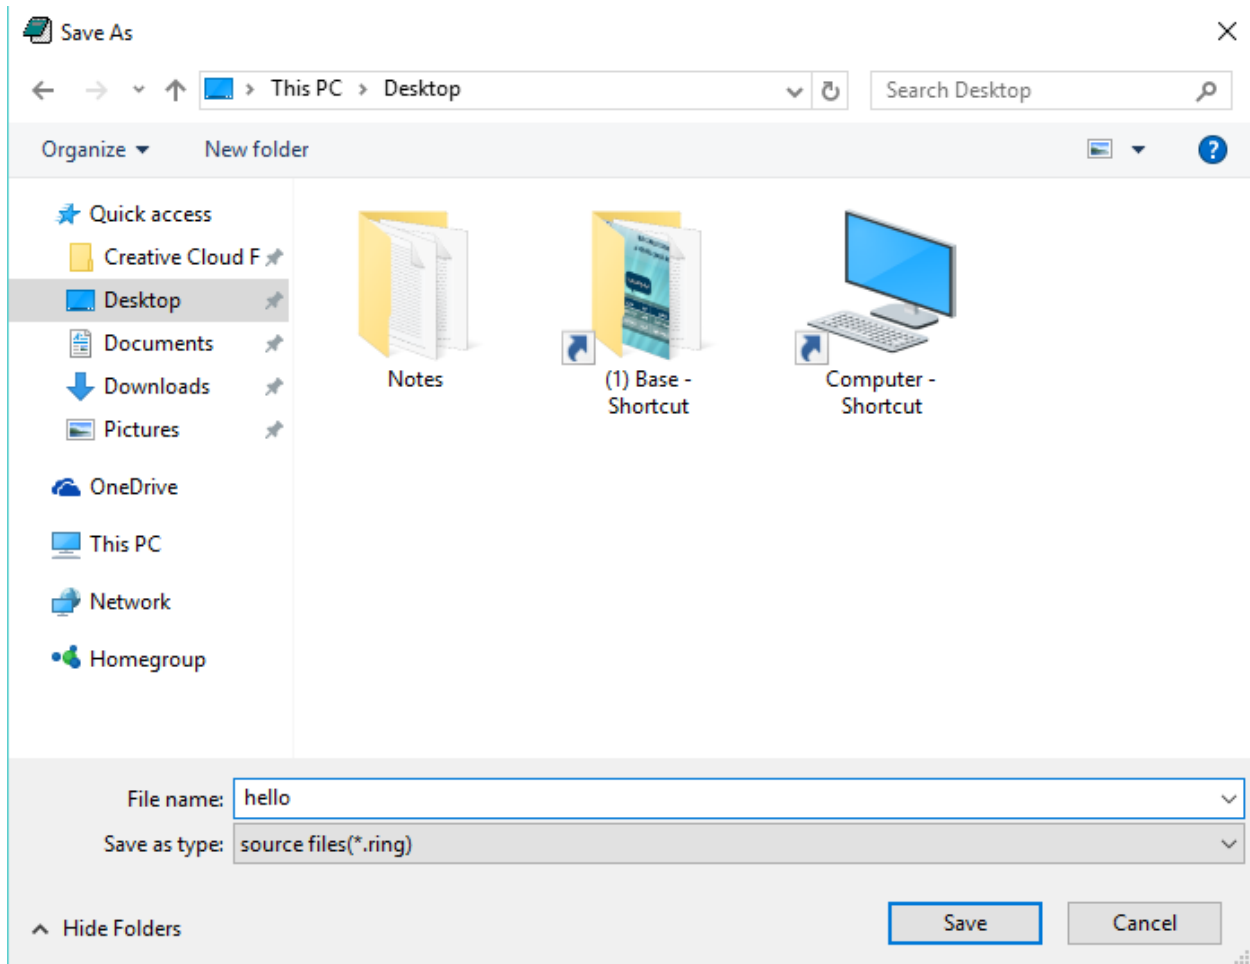 Save As
This PC > Desktop
Search Desktop
Organize
New folder
?
Quick access
Creative Cloud F
Desktop
Documents
Downloads
Pictures
OneDrive
This PC
Network
Homegroup
Notes
(1) Base -
Shortcut
Computer -
Shortcut
File name: hello
Save as type: source files(*.ring)
Hide Folders
Save
Cancel